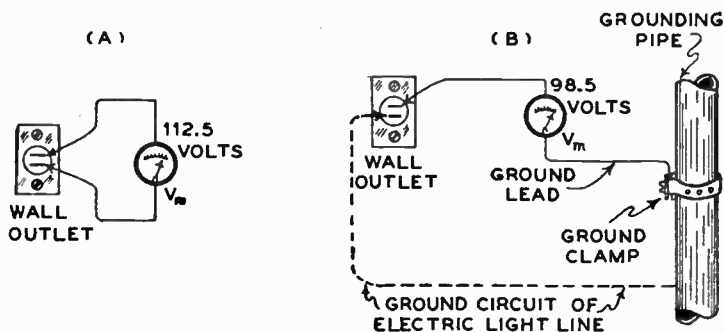 (A)
112.5
VOLTS
Vm
WALL
OUTLET
(B)
GROUNDING
PIPE
98.5
VOLTS
Vm
WALL
OUTLET
GROUND
LEAD
GROUND
CLAMP
GROUND CIRCUIT OF
ELECTRIC LIGHT LINE